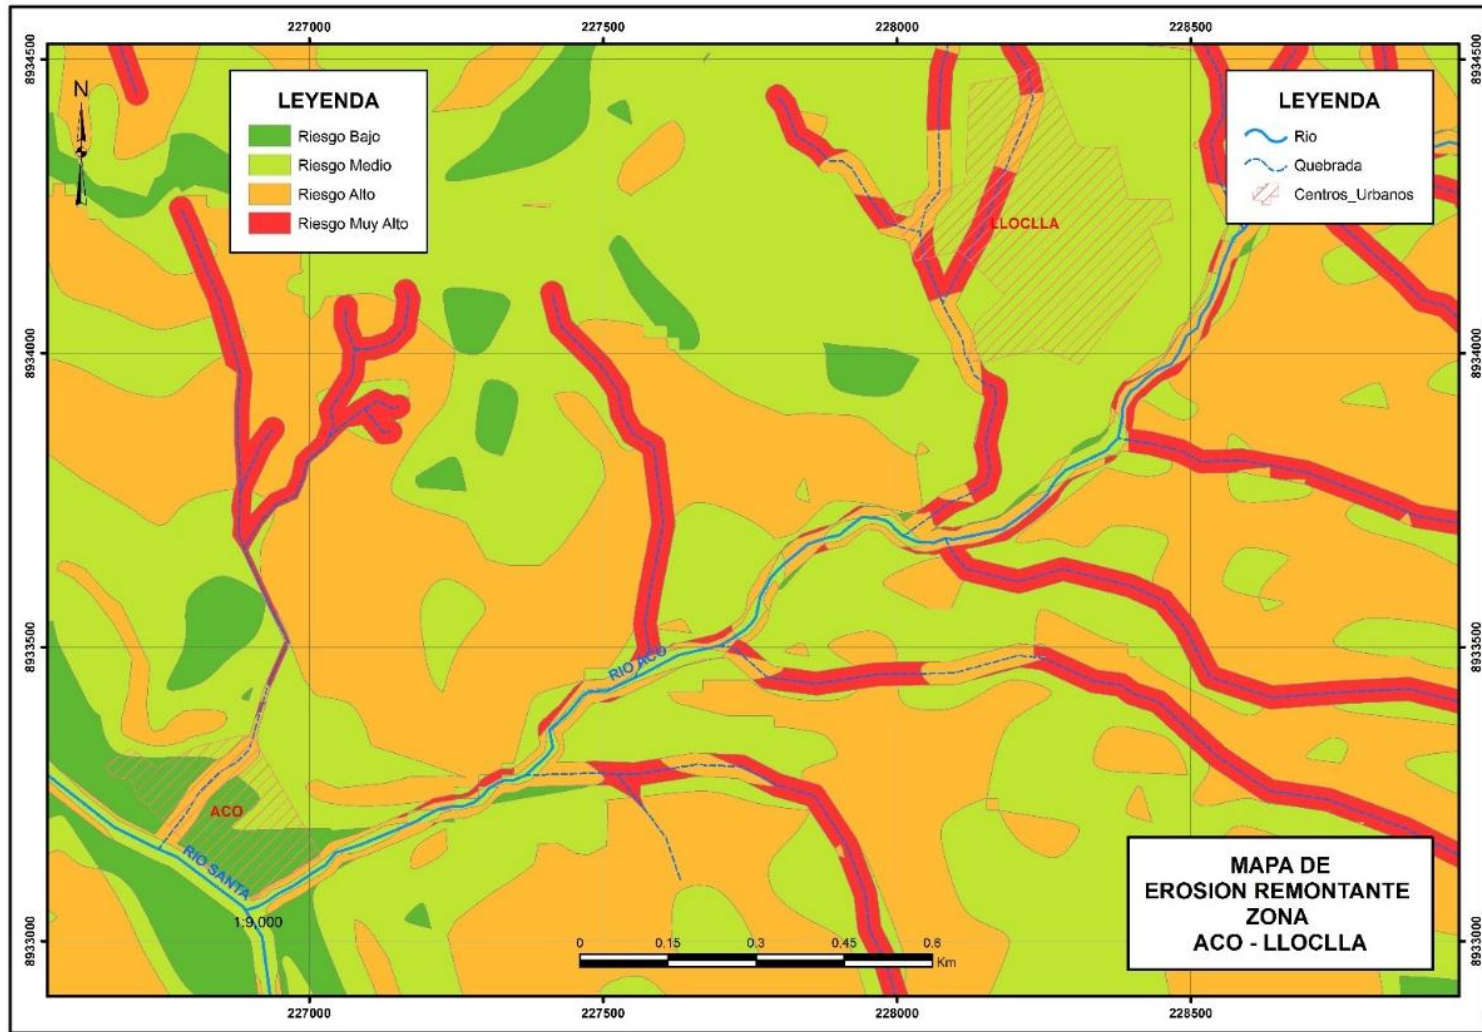 227000
227500
228000
228500
8934500
8934500
N
LEYENDA
Riesgo Bajo
Riesgo Medio
Riesgo Alto
Riesgo Muy Alto
LEYENDA
Rio
Quebrada
Centros_Urbanos
LLOCLLA
8934000
8934000
8933500
8933500
RIO ACO
ACO
RIO SANTA
1:9,000
8933000
8933000
0 0.15 0.3 0.45 0.6
Km
MAPA DE
EROSION REMONTANTE
ZONA
ACO - LLOCLLA
227000
227500
228000
228500